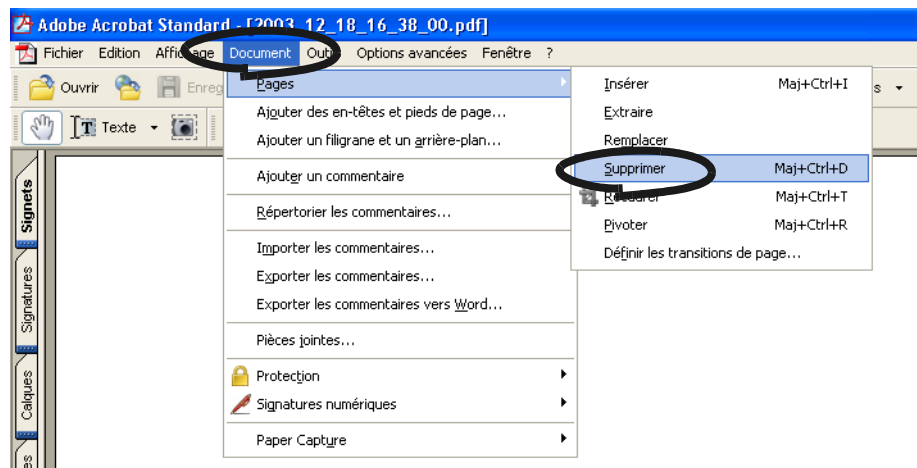 Adobe Acrobat Standard - [2003_12_18_16_38_00.pdf]
Fichier Edition Affichage Document Outils Options avancées Fenêtre ?
Ouvrir
Texte
s
Pages
Ajouter des en-têtes et pieds de page...
Ajouter un filigrane et un arrière-plan...
Ajouter un commentaire
Répertorier les commentaires...
Importer les commentaires...
Exporter les commentaires...
Exporter les commentaires vers Word...
Pièces jointes...
Protection
Signatures numériques
Paper Capture
Insérer Maj+Ctrl+I
Extraire
Remplacer
Supprimer Maj+Ctrl+D
Recadrer Maj+Ctrl+T
Pivoter Maj+Ctrl+R
Définir les transitions de page...
Signets
Signatures
Calques